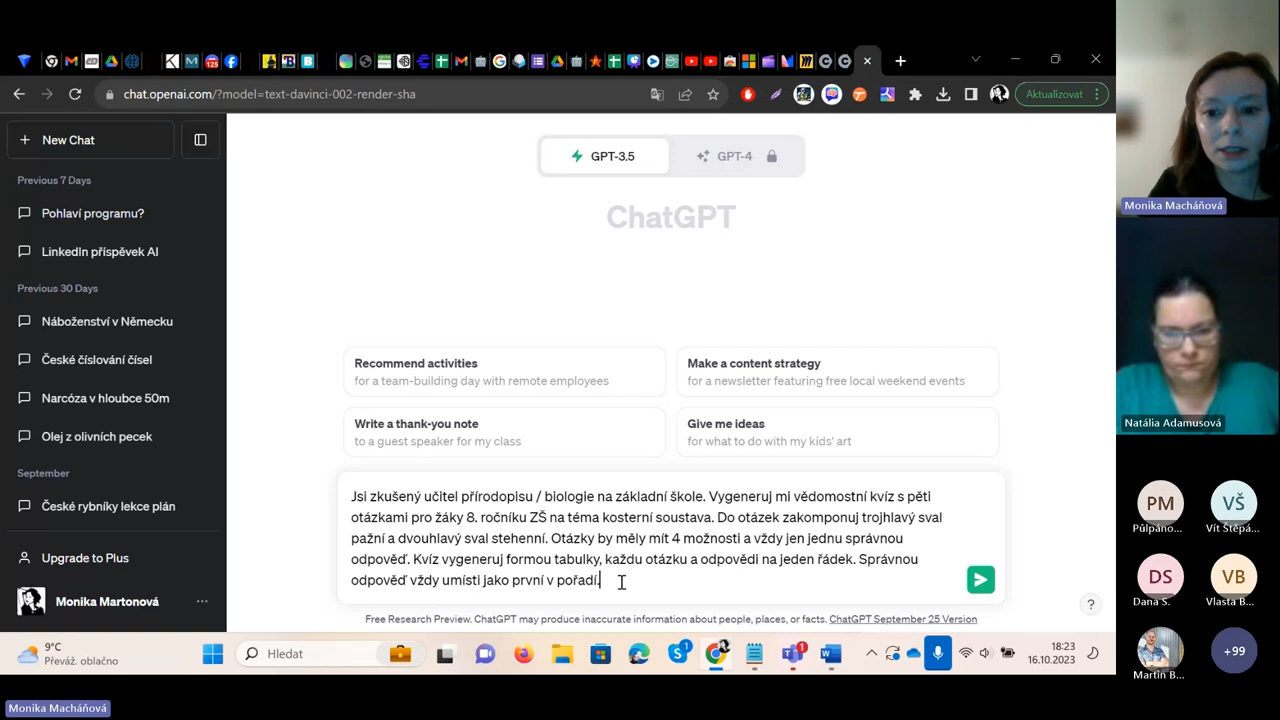 chat.openai.com/?model=text-davinci-002-render-sha
Aktualizovat
New Chat
Previous 7 Days
Pohlaví programu?
LinkedIn příspěvek AI
Previous 30 Days
Náboženství v Německu
České číslování čísel
Narcóza v hloubce 50m
Olej z olivních pecek
September
České rybníky lekce plán
Upgrade to Plus
Monika Martonová
GPT-3.5
GPT-4
ChatGPT
Recommend activities
for a team-building day with remote employees
Make a content strategy
for a newsletter featuring free local weekend events
Write a thank-you note
to a guest speaker for my class
Give me ideas
for what to do with my kids' art
Jsi zkušený učitel přírodopisu / biologie na základní škole. Vygeneruj mi vědomostní kvíz s pěti
otázkami pro žáky 8. ročníku ZŠ na téma kosterní soustava. Do otázek zakomponuj trojhlavý sval
pažní a dvouhlavý sval stehenní. Otázky by měly mít 4 možnosti a vždy jen jednu správnou
odpověď. Kvíz vygeneruj formou tabulky, každu otázku a odpovědi na jeden řádek. Správnou
odpověď vždy umísti jako první v pořadí.
Free Research Preview. ChatGPT may produce inaccurate information about people, places, or facts. ChatGPT September 25 Version
?
9°C
Převáž. oblačno
Hledat
18:23
16.10.2023
Monika Macháňová
Monika Macháňová
Natália Adamusová
PM
Půlpáno...
VŠ
Vít Štěpá...
DS
Dana S.
VB
Vlasta B...
Martin B...
+99